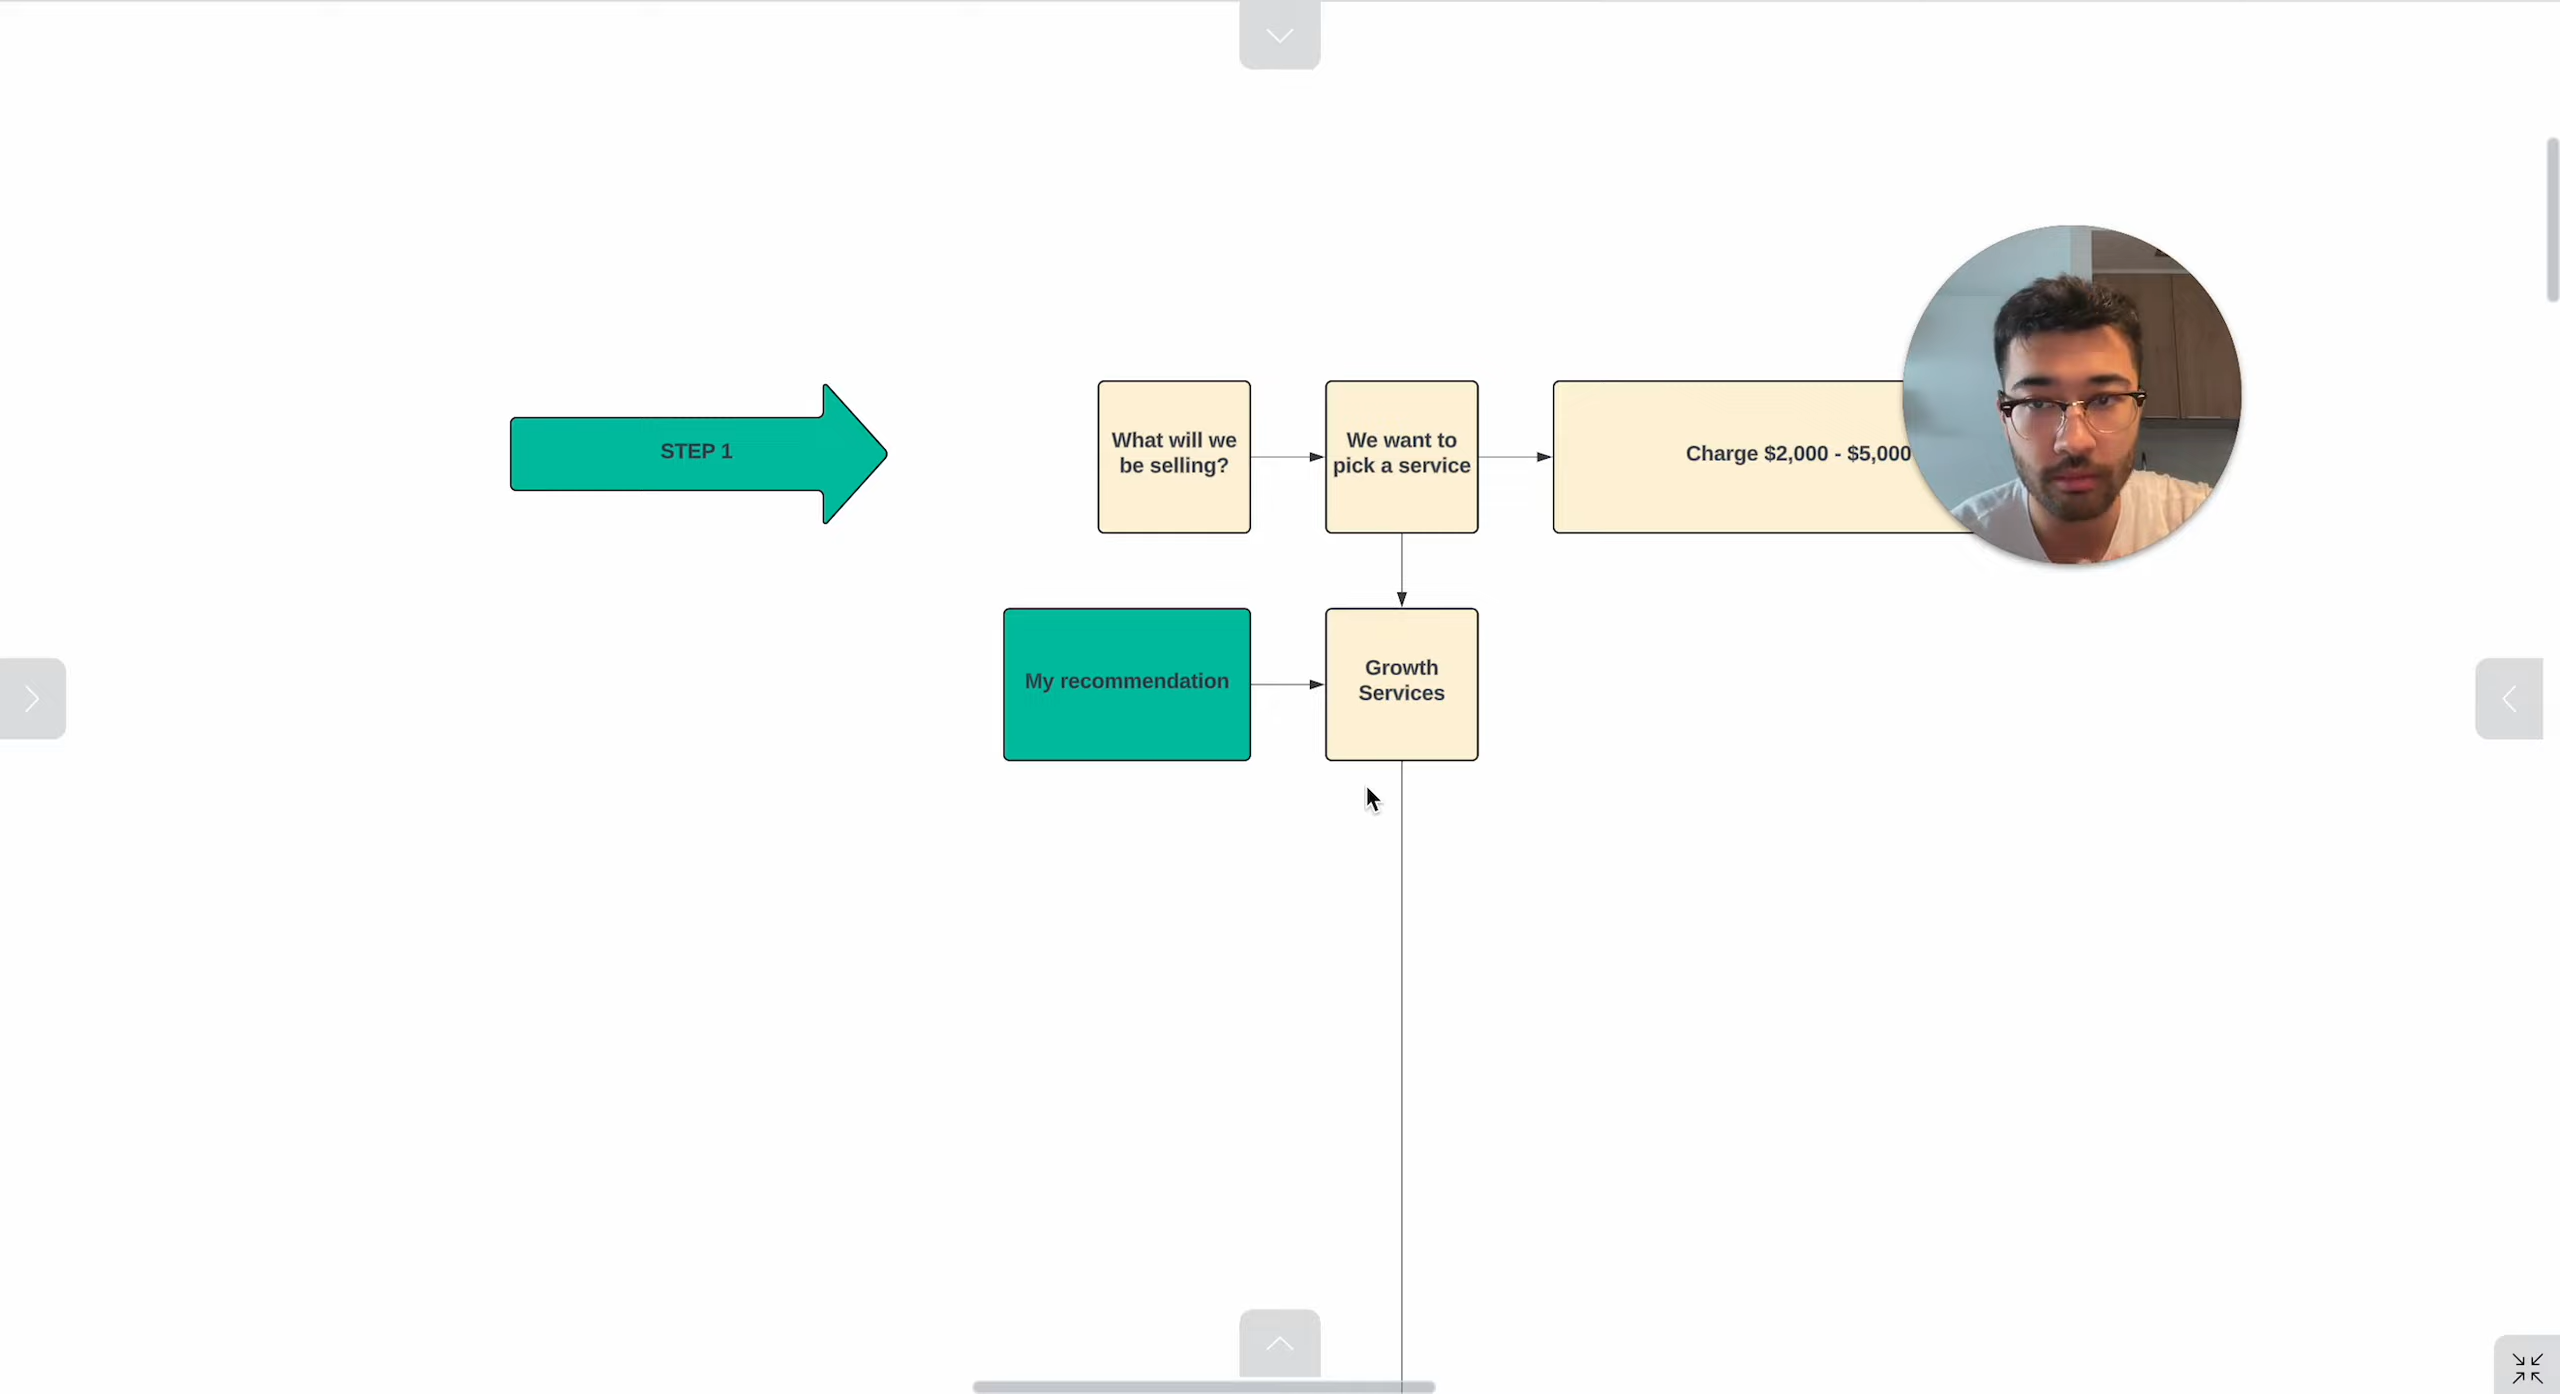 STEP 1
What will we
be selling?
We want to
pick a service
Charge $2,000 - $5,000
My recommendation
Growth
Services